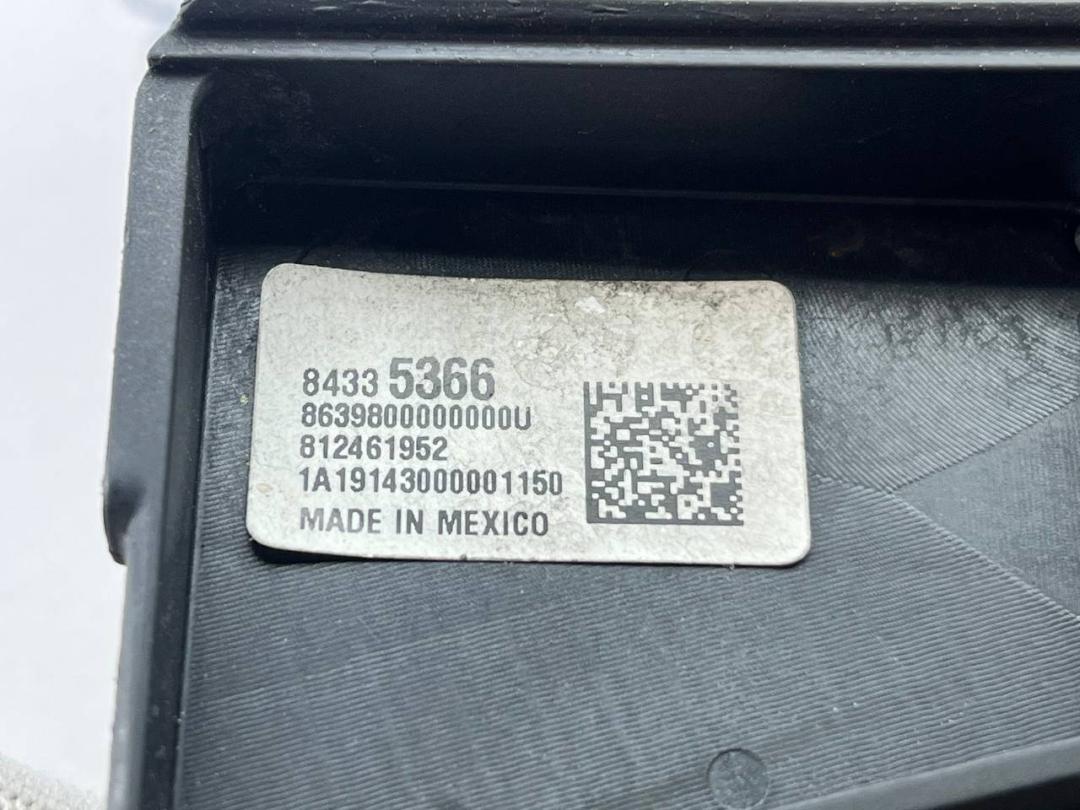 8433 5366
8639800000000U
812461952
1A19143000001150
MADE IN MEXICO